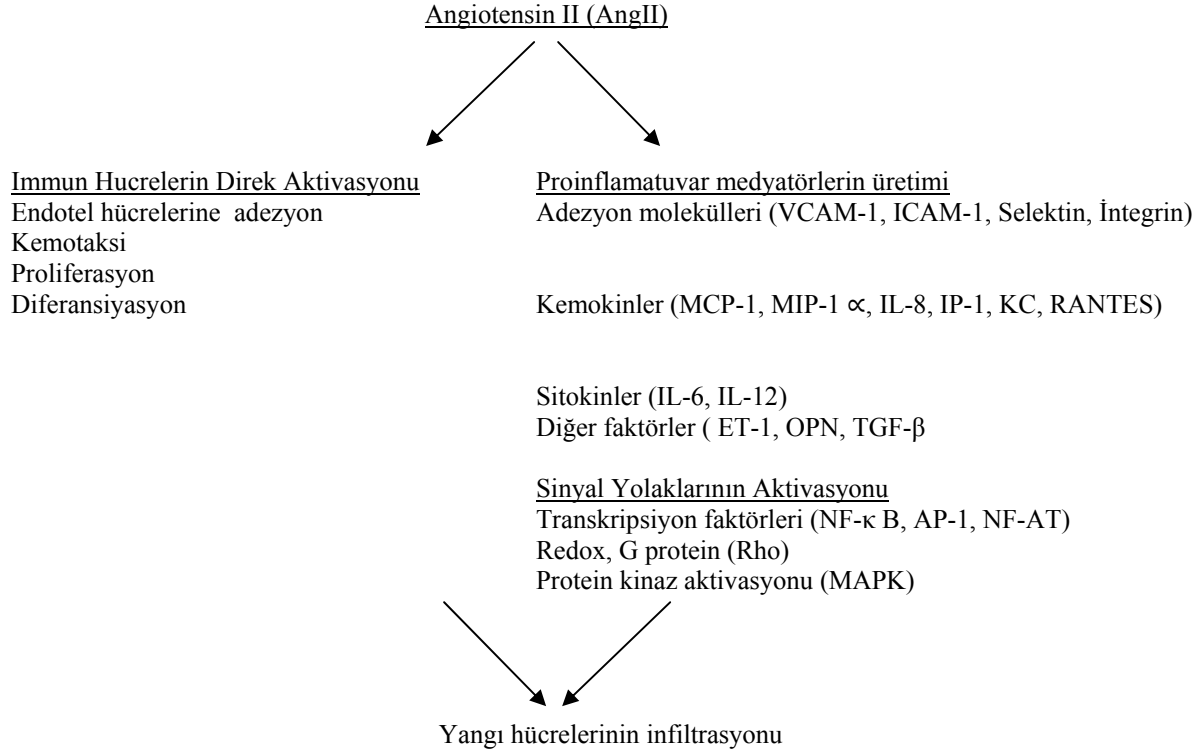 Angiotensin II (AngII)
Immun Hucrelerin Direk Aktivasyonu
Endotel hücrelerine adezyon
Kemotaksi
Proliferasyon
Diferansiyasyon
Proinflamatuvar medyatörlerin üretimi
Adezyon molekülleri (VCAM-1, ICAM-1, Selektin, İntegrin)
Kemokinler (MCP-1, MIP-1 ∝, IL-8, IP-1, KC, RANTES)
Sitokinler (IL-6, IL-12)
Diğer faktörler ( ET-1, OPN, TGF-β
Sinyal Yolaklarının Aktivasyonu
Transkripsiyon faktörleri (NF-κ B, AP-1, NF-AT)
Redox, G protein (Rho)
Protein kinaz aktivasyonu (MAPK)
Yangı hücrelerinin infiltrasyonu